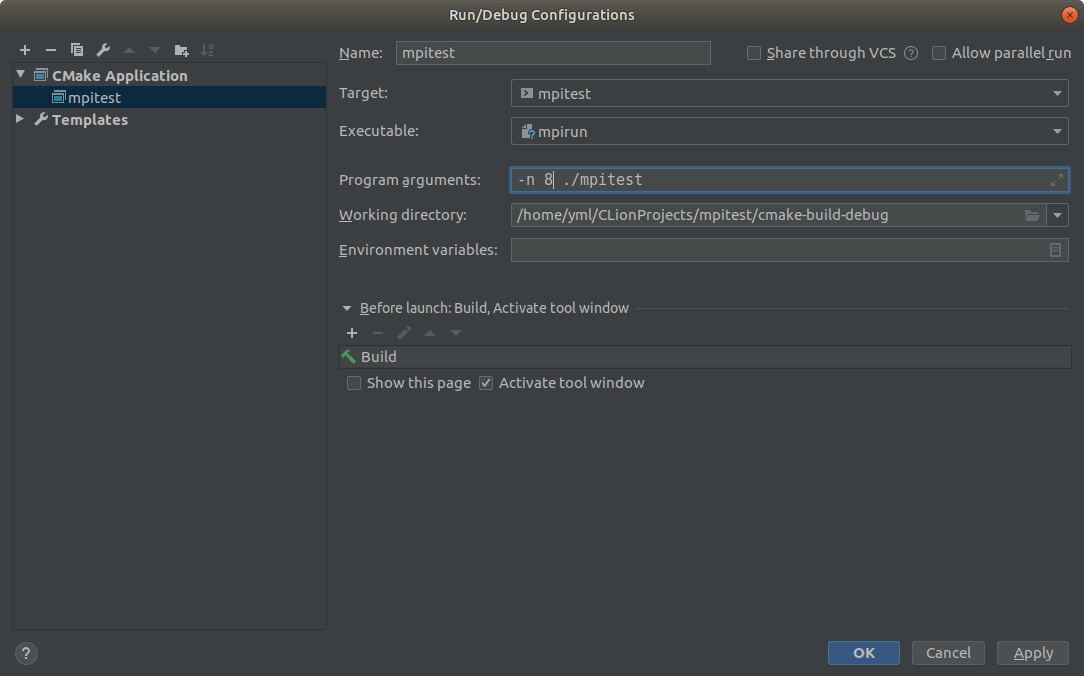 Run/Debug Configurations
Name: mpitest
Share through VCS ?
Allow parallel run
CMake Application
mpitest
Templates
Target: mpitest
Executable: mpirun
Program arguments: -n 8 ./mpitest
Working directory: /home/yml/CLionProjects/mpitest/cmake-build-debug
Environment variables:
Before launch: Build, Activate tool window
Build
Show this page
Activate tool window
?
OK
Cancel
Apply